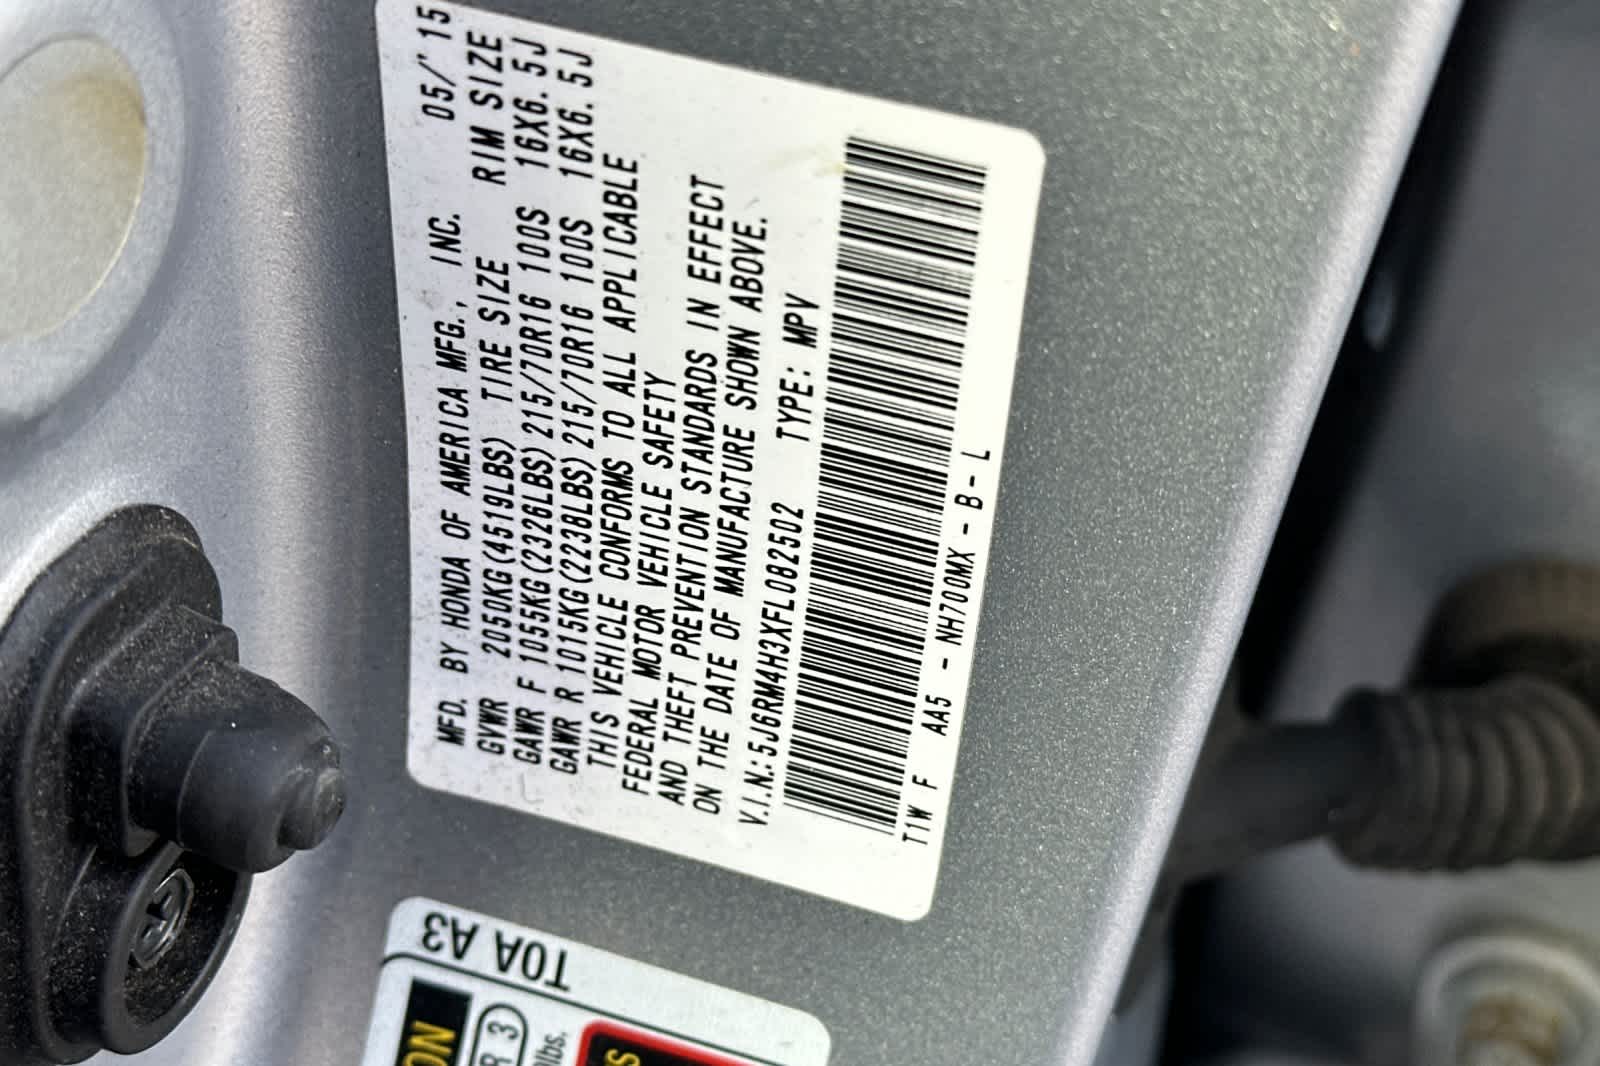 MFD. BY HONDA OF AMERICA MFG., INC. 05/'15
GVWR 2050KG(4519LBS) TIRE SIZE RIM SIZE
GAWR F 1055KG(2326LBS) 215/70R16 100S 16X6.5J
GAWR R 1015KG(2238LBS) 215/70R16 100S 16X6.5J
THIS VEHICLE CONFORMS TO ALL APPLICABLE
FEDERAL MOTOR VEHICLE SAFETY
AND THEFT PREVENTION STANDARDS IN EFFECT
ON THE DATE OF MANUFACTURE SHOWN ABOVE.
V.I.N.:5J6RM4H3XFL082502 TYPE: MPV
T1W F AA5 - NH700MX - B - L
T0A A3
R 3
lbs.